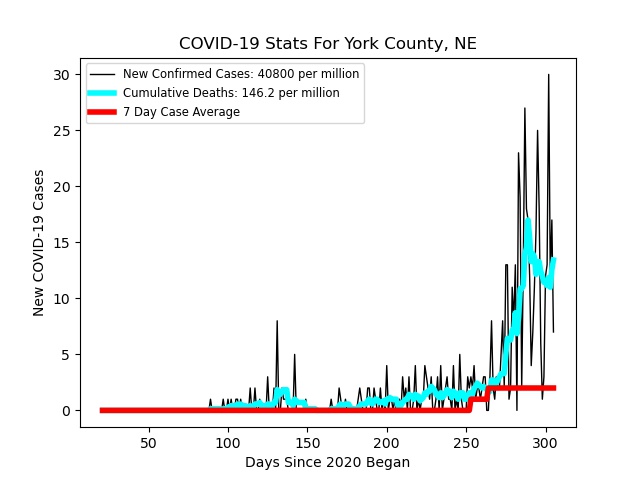 COVID-19 Stats For York County, NE
New Confirmed Cases: 40800 per million
Cumulative Deaths: 146.2 per million
7 Day Case Average
New COVID-19 Cases
30
25
20
15
10
5
0
50 100 150 200 250 300
Days Since 2020 Began